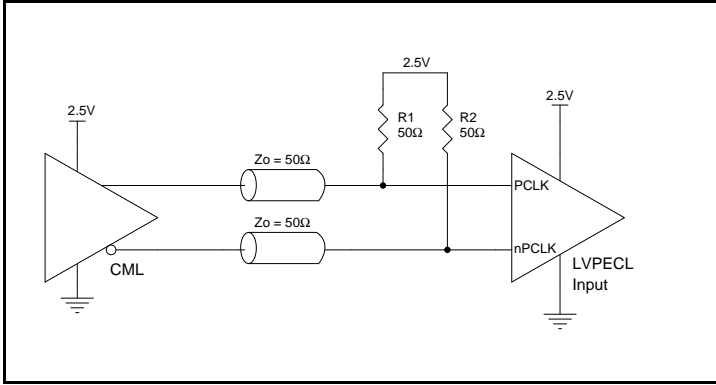 2.5V
2.5V
2.5V
R1
50Ω
R2
50Ω
Zo = 50Ω
PCLK
Zo = 50Ω
nPCLK
CML
LVPECL
Input